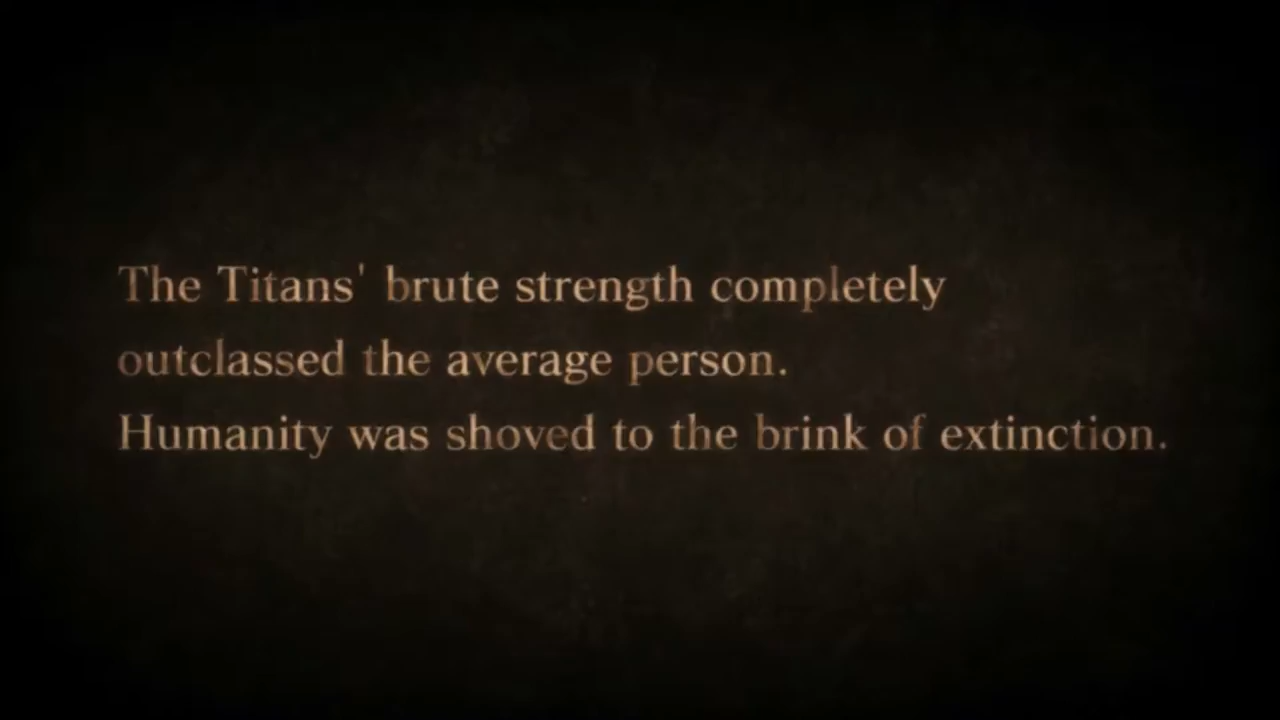 The Titans' brute strength completely
outclassed the average person.
Humanity was shoved to the brink of extinction.